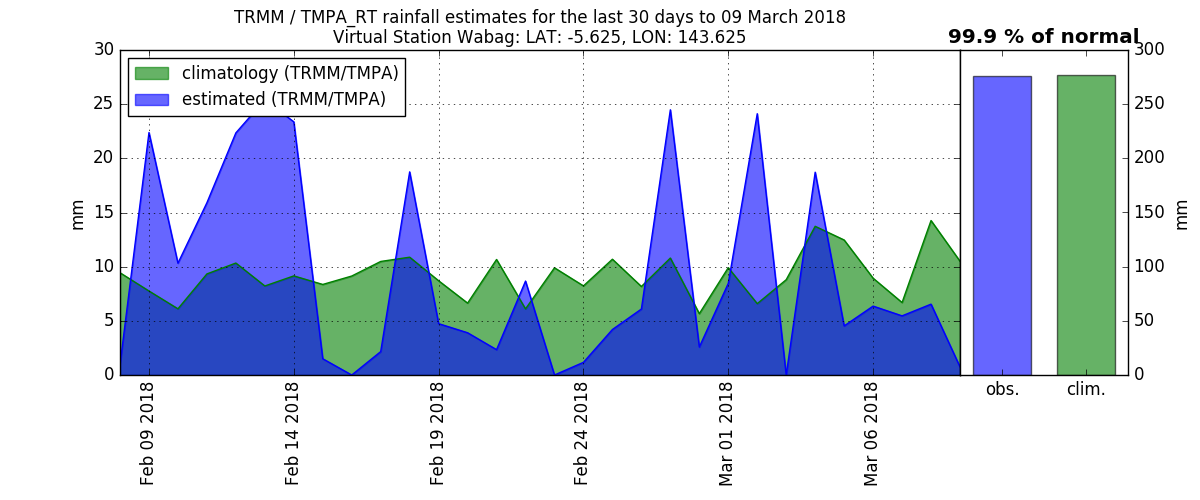 TRMM / TMPA_RT rainfall estimates for the last 30 days to 09 March 2018
Virtual Station Wabag: LAT: -5.625, LON: 143.625
99.9 % of normal
climatology (TRMM/TMPA)
estimated (TRMM/TMPA)
mm
30
25
20
15
10
5
0
Feb 09 2018
Feb 14 2018
Feb 19 2018
Feb 24 2018
Mar 01 2018
Mar 06 2018
obs.
clim.
300
250
200
150
100
50
0
mm